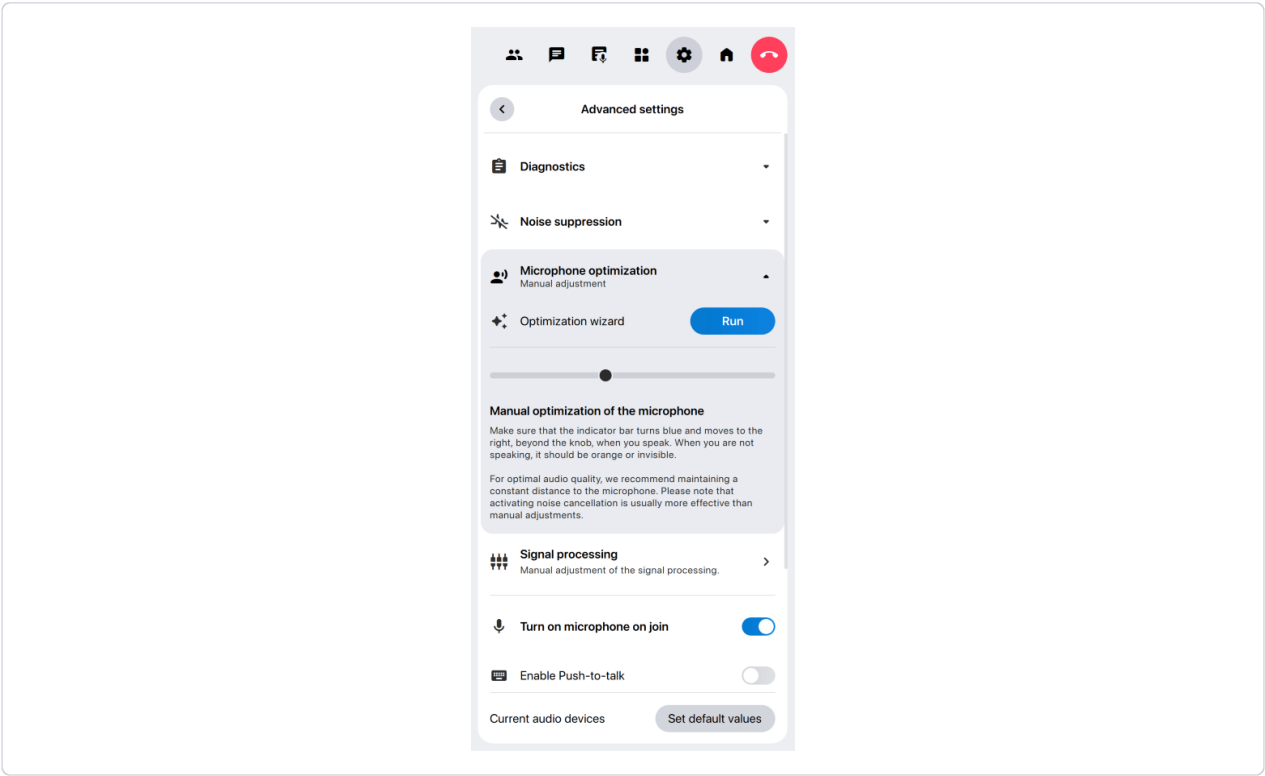 Advanced settings
Diagnostics
Noise suppression
Microphone optimization
Manual adjustment
Optimization wizard
Run
Manual optimization of the microphone
Make sure that the indicator bar turns blue and moves to the
right, beyond the knob, when you speak. When you are not
speaking, it should be orange or invisible.
For optimal audio quality, we recommend maintaining a
constant distance to the microphone. Please note that
activating noise cancellation is usually more effective than
manual adjustments.
Signal processing
Manual adjustment of the signal processing.
Turn on microphone on join
Enable Push-to-talk
Current audio devices
Set default values